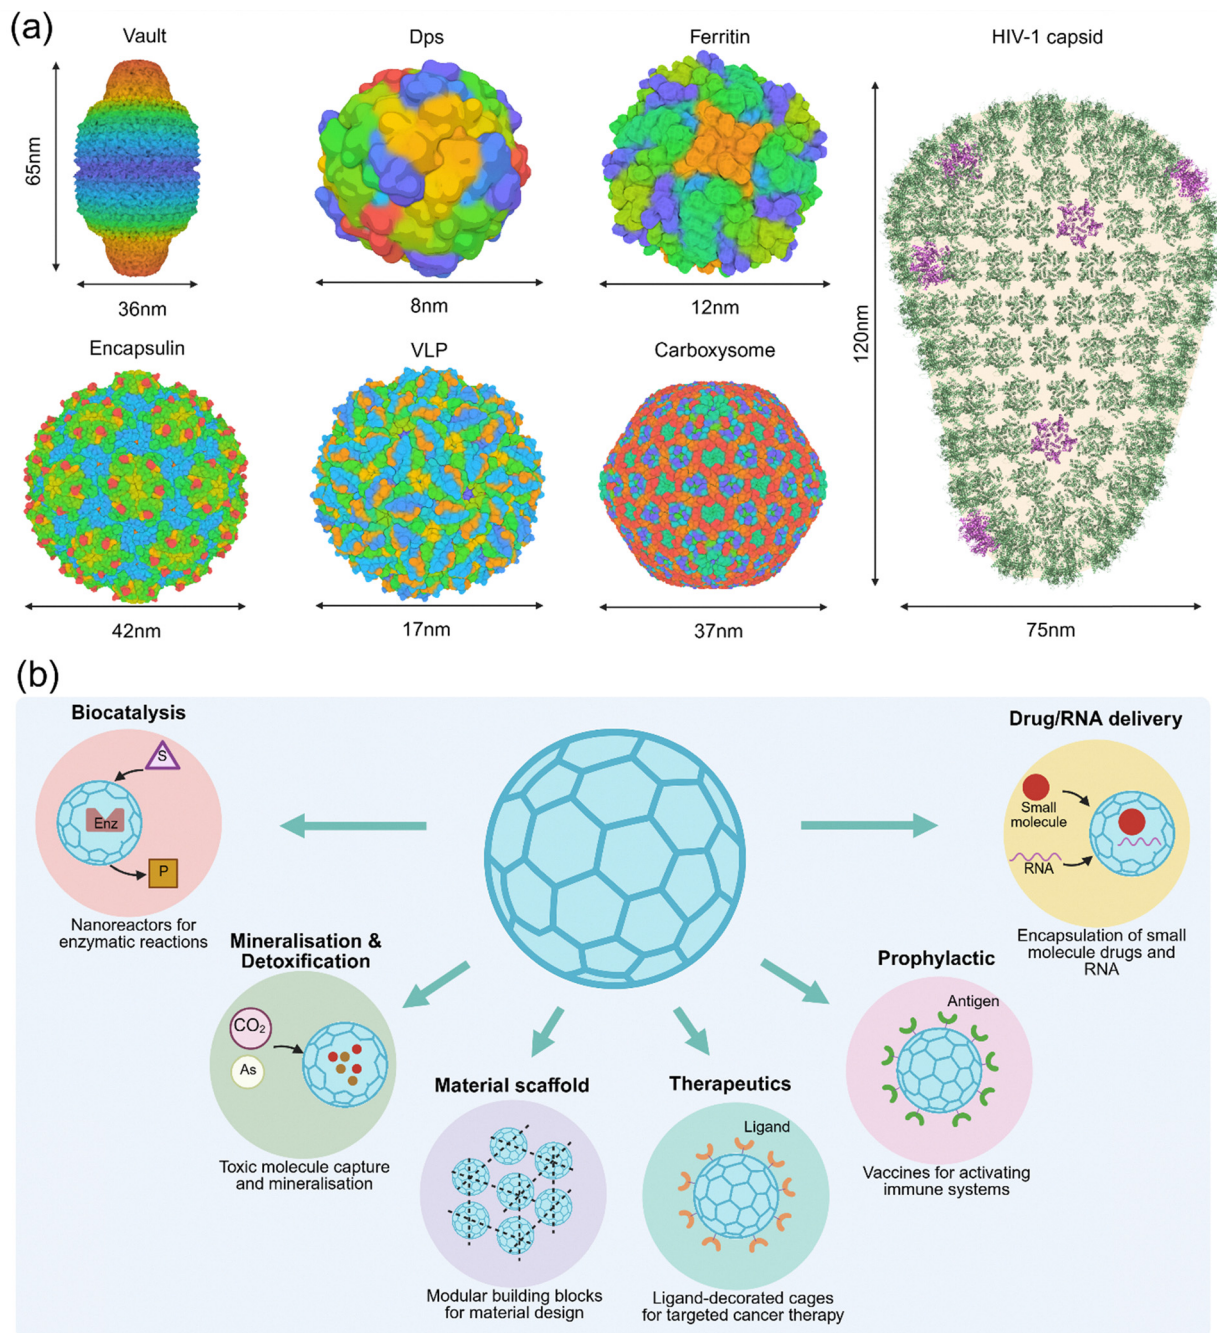 (a)
Vault
Dps
Ferritin
HIV-1 capsid
65nm
36nm
8nm
12nm
120nm
Encapsulin
VLP
Carboxysome
42nm
17nm
37nm
75nm
(b)
Biocatalysis
S
Enz
P
Nanoreactors for
enzymatic reactions
Drug/RNA delivery
Small
molecule
RNA
Encapsulation of small
molecule drugs and
RNA
Mineralisation &
Detoxification
CO₂
As
Toxic molecule capture
and mineralisation
Prophylactic
Antigen
Vaccines for activating
immune systems
Material scaffold
Modular building blocks
for material design
Therapeutics
Ligand
Ligand-decorated cages
for targeted cancer therapy